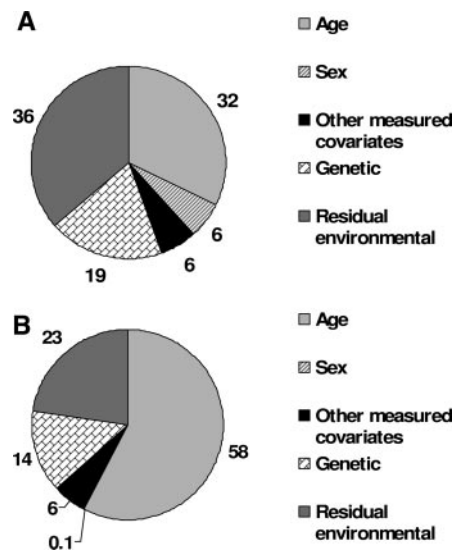 A
36
32
6
6
19
Age
Sex
Other measured
covariates
Genetic
Residual
environmental
B
23
58
14
6
0.1
Age
Sex
Other measured
covariates
Genetic
Residual
environmental